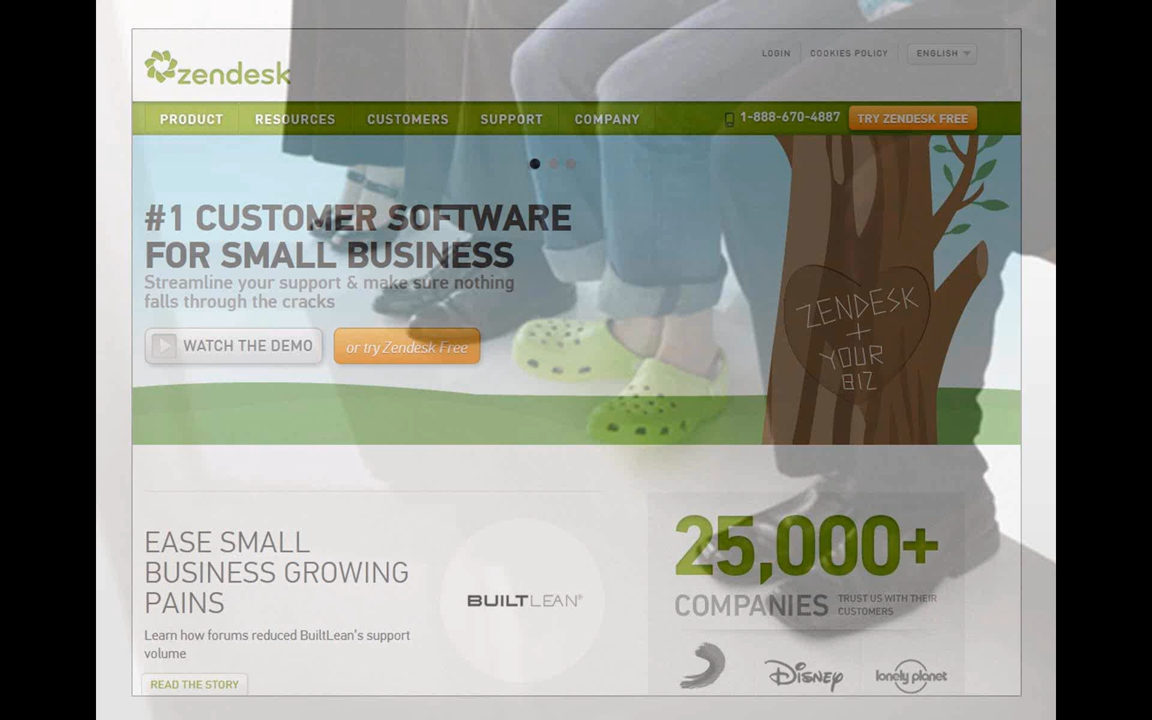 zendesk
LOGIN COOKIES POLICY ENGLISH
PRODUCT RESOURCES CUSTOMERS SUPPORT COMPANY 1-888-670-4887 TRY ZENDESK FREE
#1 CUSTOMER SOFTWARE
FOR SMALL BUSINESS
Streamline your support & make sure nothing
falls through the cracks
WATCH THE DEMO or try Zendesk Free
ZENDESK
+
YOUR
BIZ
EASE SMALL
BUSINESS GROWING
PAINS
Learn how forums reduced BuiltLean's support
volume
READ THE STORY
BUILTLEAN®
25,000+
COMPANIES TRUST US WITH THEIR
CUSTOMERS
Disney lonely planet